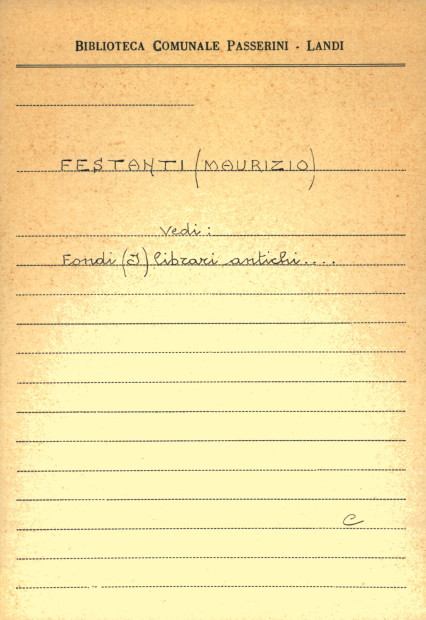 BIBLIOTECA COMUNALE PASSERINI - LANDI
FESTANTI (MAURIZIO)
Vedi:
Fondi (I) librari antichi....
C